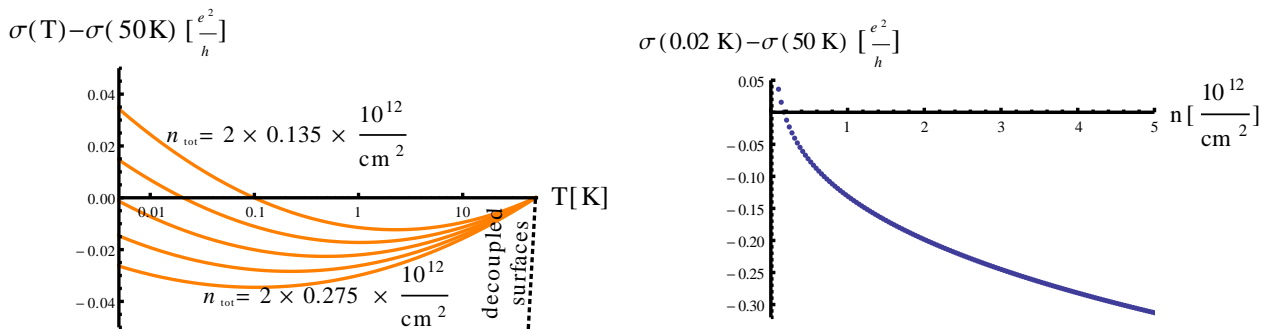 σ(T)−σ(50K) [e²/h]
0.04
0.02
0.00
−0.02
−0.04
0.01
0.1
1
10
T[K]
n tot = 2 × 0.135 × 10¹²/cm²
n tot = 2 × 0.275 × 10¹²/cm²
decoupled
surfaces
σ(0.02 K)−σ(50 K) [e²/h]
0.05
−0.05
−0.10
−0.15
−0.20
−0.25
−0.30
1
2
3
4
5
n[10¹²/cm²]